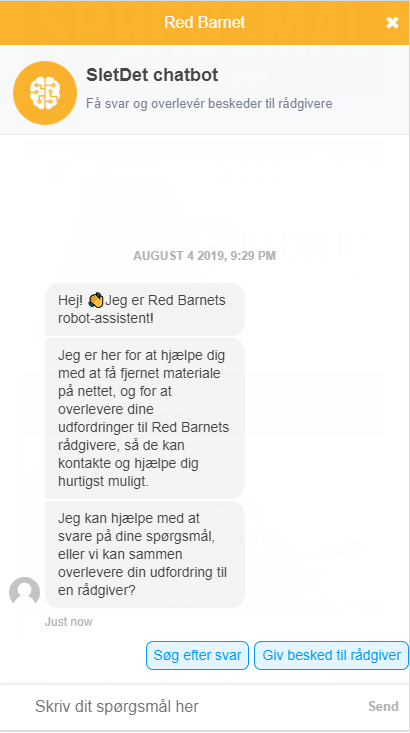 Red Barnet
SletDet chatbot
Få svar og overlevér beskeder til rådgivere
AUGUST 4 2019, 9:29 PM
Hej! 👏Jeg er Red Barnets
robot-assistent!
Jeg er her for at hjælpe dig
med at få fjernet materiale
på nettet, og for at
overlevere dine
udfordringer til Red Barnets
rådgivere, så de kan
kontakte og hjælpe dig
hurtigst muligt.
Jeg kan hjælpe med at
svare på dine spørgsmål,
eller vi kan sammen
overlevere din udfordring til
en rådgiver?
Just now
Søg efter svar
Giv besked til rådgiver
Skriv dit spørgsmål her
Send